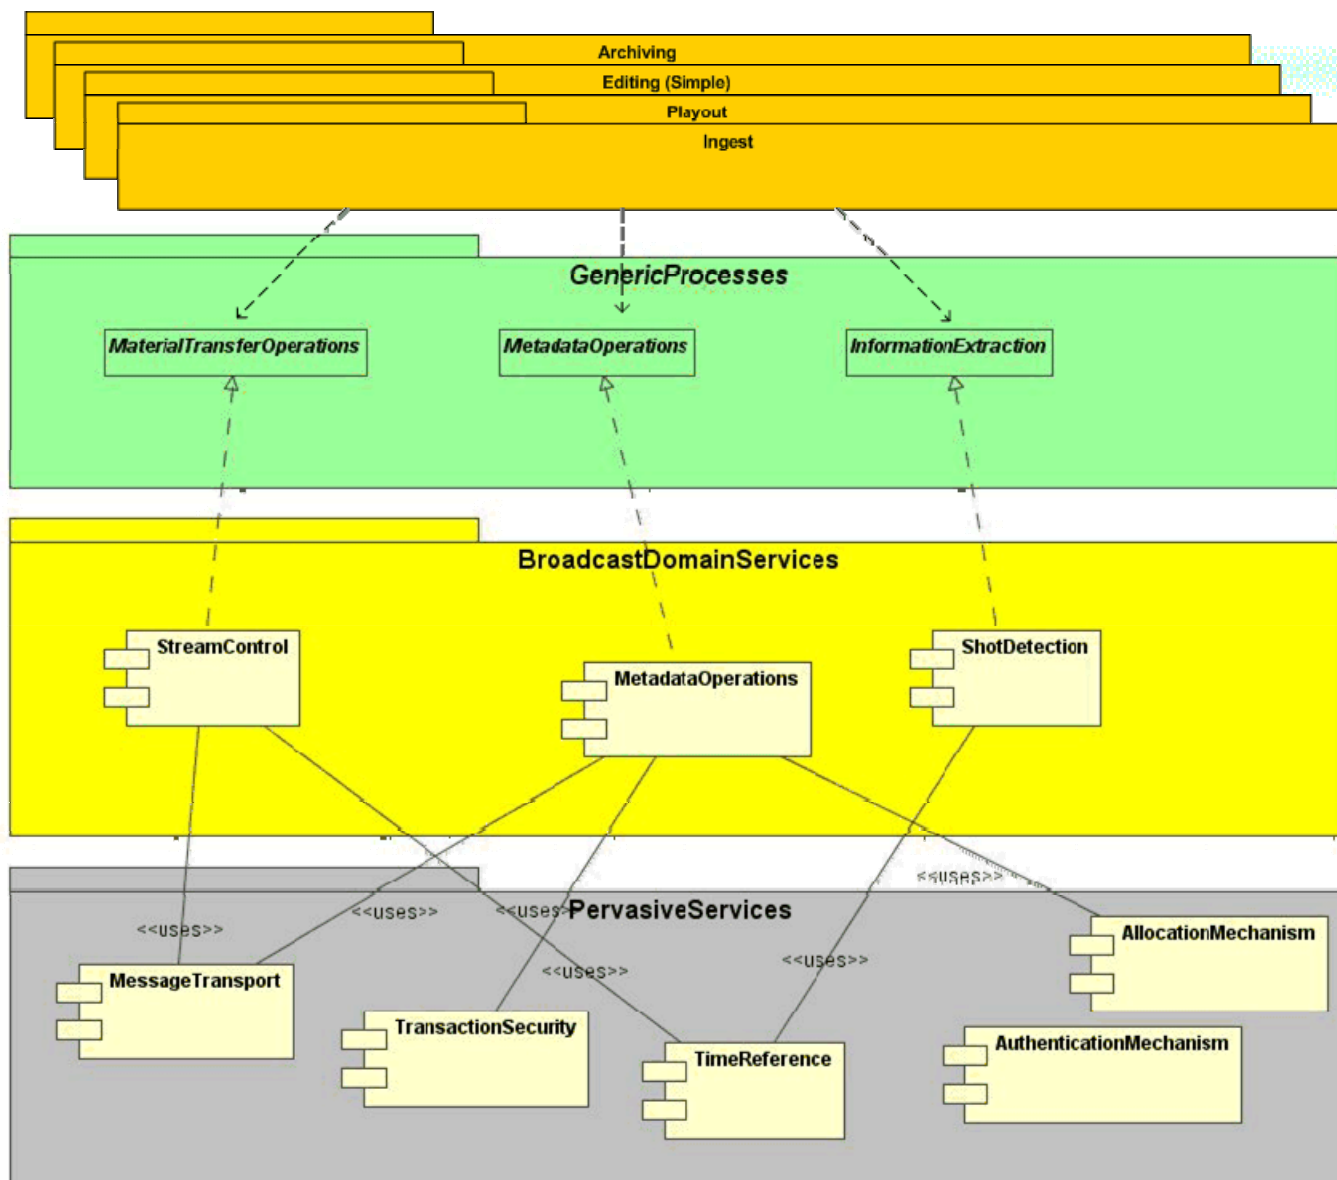 Archiving
Editing (Simple)
Playout
Ingest
GenericProcesses
MaterialTransferOperations
MetadataOperations
InformationExtraction
BroadcastDomainServices
StreamControl
MetadataOperations
ShotDetection
<<uses>>
<<uses>>
<<uses>>
PervasiveServices
<<uses>>
<<uses>>
<<uses>>
AllocationMechanism
MessageTransport
TransactionSecurity
TimeReference
AuthenticationMechanism